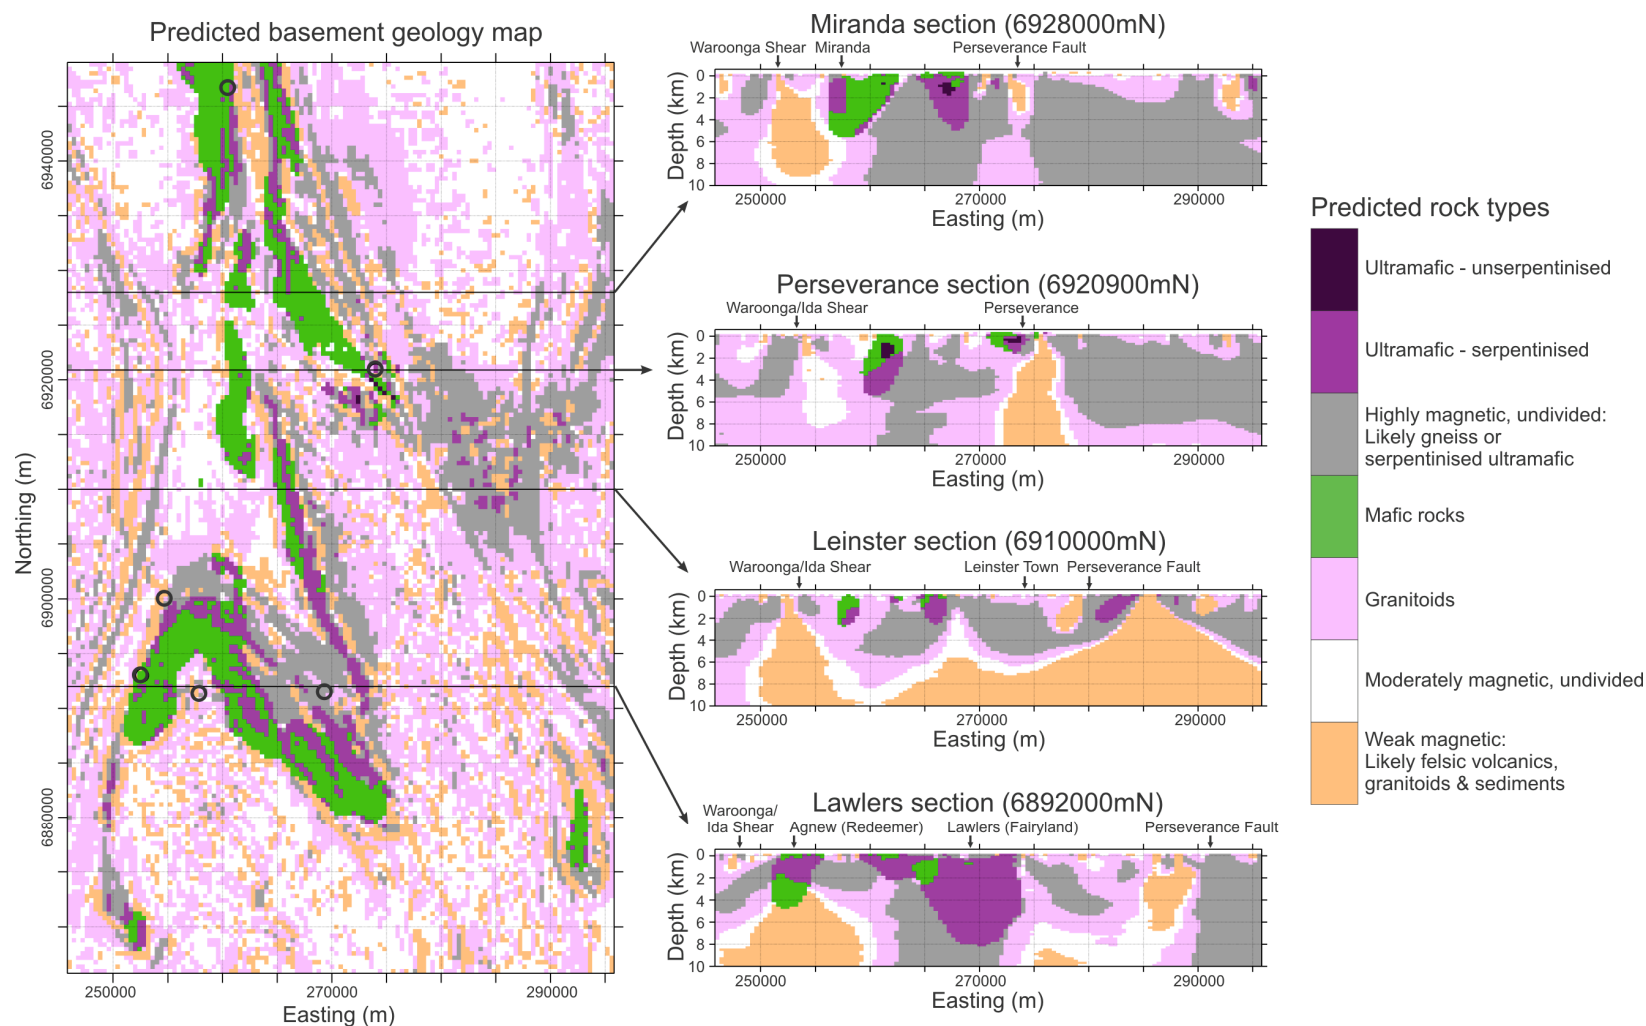 Predicted basement geology map
Northing (m)
6940000
6920000
6900000
6880000
250000
270000
290000
Easting (m)
Miranda section (6928000mN)
Waroonga Shear
Miranda
Perseverance Fault
Depth (km)
0
2
4
6
8
10
250000
270000
290000
Easting (m)
Perseverance section (6920900mN)
Waroonga/Ida Shear
Perseverance
Depth (km)
0
2
4
6
8
10
250000
270000
290000
Easting (m)
Leinster section (6910000mN)
Waroonga/Ida Shear
Leinster Town
Perseverance Fault
Depth (km)
0
2
4
6
8
10
250000
270000
290000
Easting (m)
Lawlers section (6892000mN)
Waroonga/
Ida Shear
Agnew (Redeemer)
Lawlers (Fairyland)
Perseverance Fault
Depth (km)
0
2
4
6
8
10
250000
270000
290000
Easting (m)
Predicted rock types
Ultramafic - unserpentinised
Ultramafic - serpentinised
Highly magnetic, undivided:
Likely gneiss or
serpentinised ultramafic
Mafic rocks
Granitoids
Moderately magnetic, undivided
Weak magnetic:
Likely felsic volcanics,
granitoids & sediments